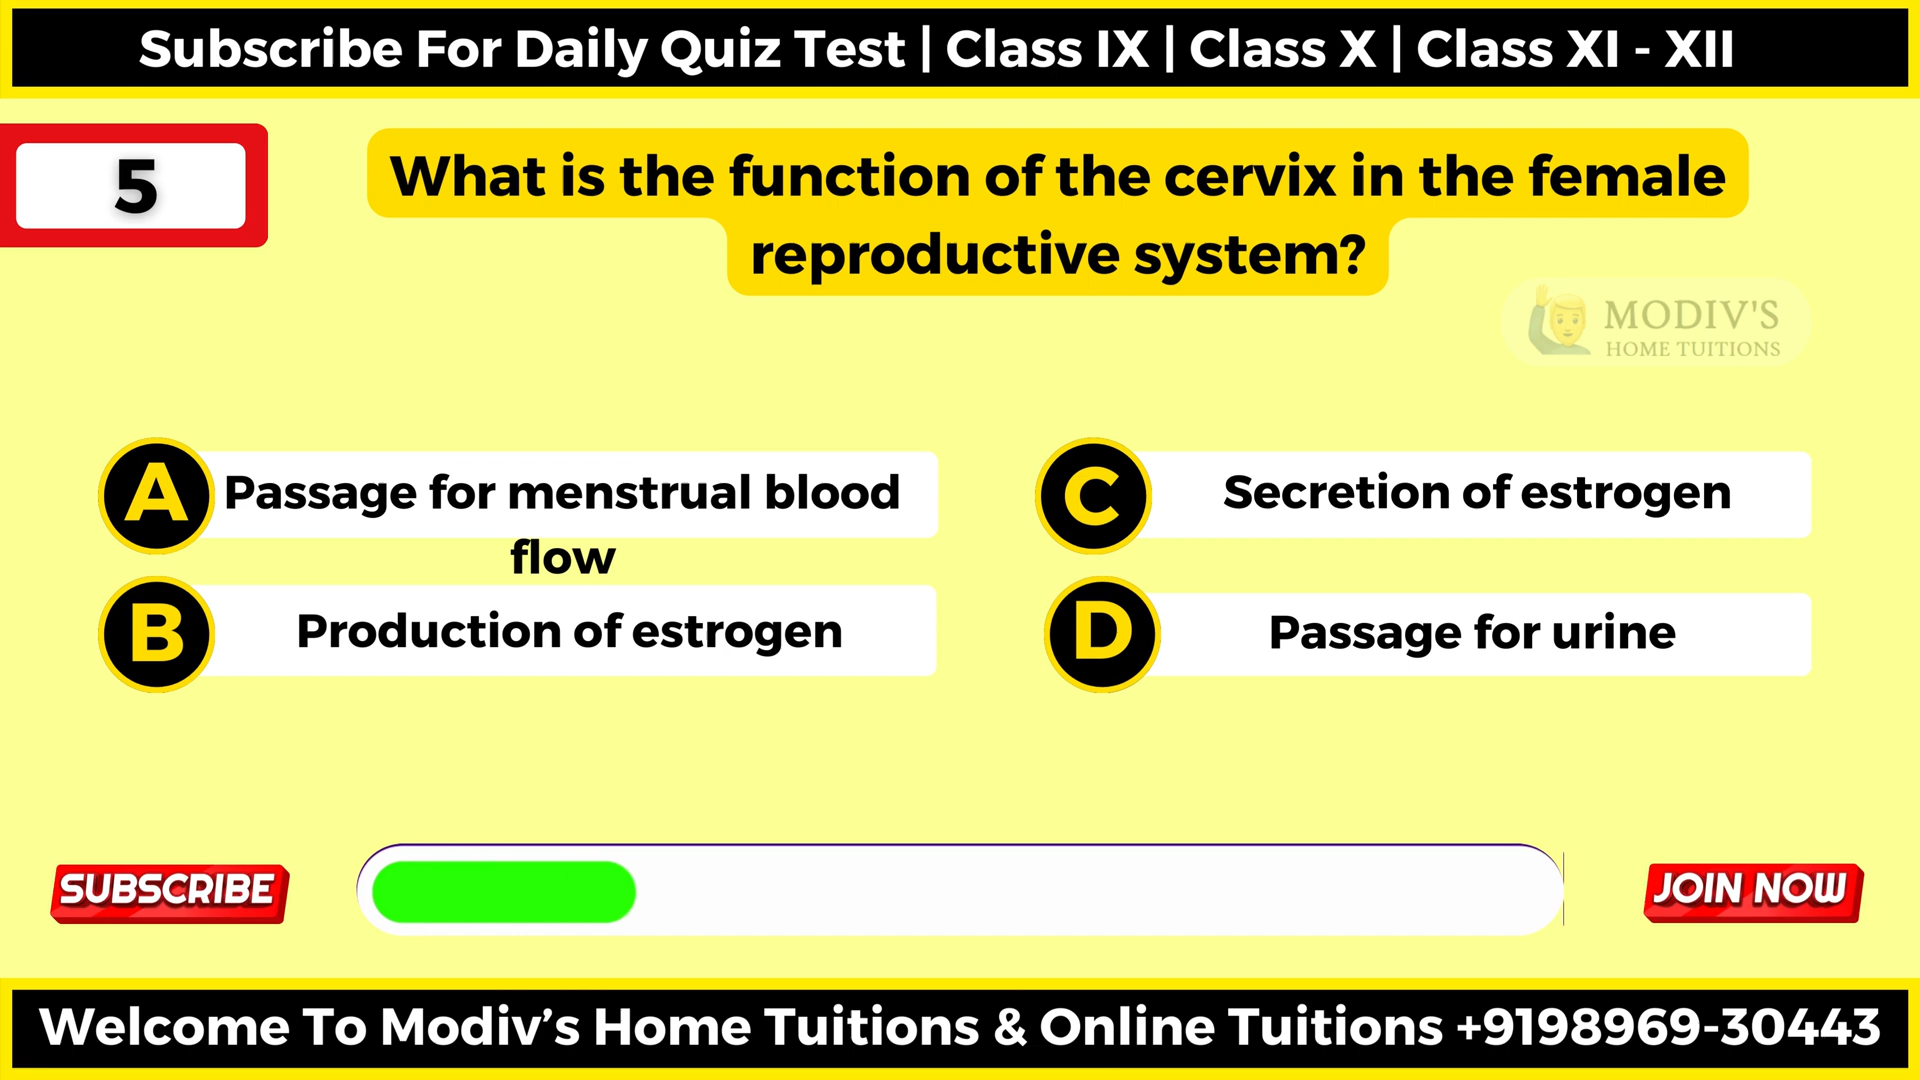 Subscribe For Daily Quiz Test | Class IX | Class X | Class XI - XII
5
What is the function of the cervix in the female
reproductive system?
MODIV'S
HOME TUITIONS
A
Passage for menstrual blood
flow
B
Production of estrogen
C
Secretion of estrogen
D
Passage for urine
SUBSCRIBE
JOIN NOW
Welcome To Modiv’s Home Tuitions & Online Tuitions +9198969-30443